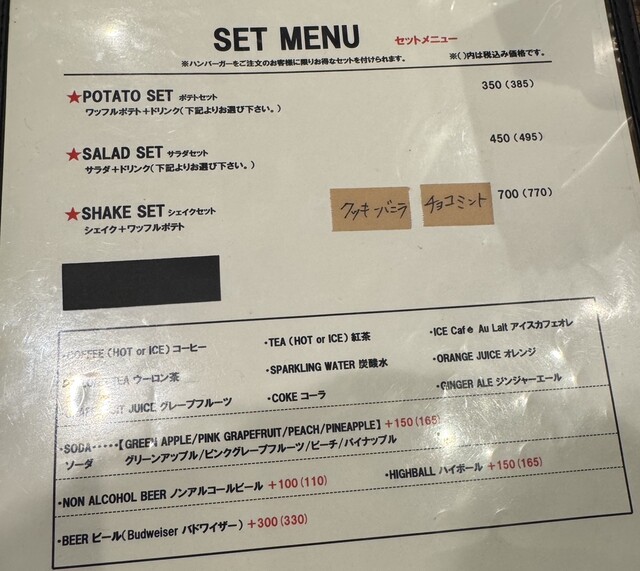 SET MENU セットメニュー
※ハンバーガーをご注文のお客様に限りお得なセットを付けられます。 ※( )内は税込み価格です。
★POTATO SET ポテトセット 350 (385)
ワッフルポテト+ドリンク(下記よりお選び下さい。)
★SALAD SET サラダセット 450 (495)
サラダ+ドリンク(下記よりお選び下さい。)
★SHAKE SET シェイクセット クッキーバニラ チョコミント 700 (770)
シェイク+ワッフルポテト
・COFFEE (HOT or ICE) コーヒー ・TEA (HOT or ICE) 紅茶 ・ICE Café Au Lait アイスカフェオレ
TEA ウーロン茶 ・SPARKLING WATER 炭酸水 ・ORANGE JUICE オレンジ
JUICE グレープフルーツ ・COKE コーラ ・GINGER ALE ジンジャーエール
・SODA‥‥‥【 GREEN APPLE/PINK GRAPEFRUIT/PEACH/PINEAPPLE 】 +150 (165)
ソーダ グリーンアップル/ピンクグレープフルーツ/ピーチ/パイナップル
・NON ALCOHOL BEER ノンアルコールビール +100 (110) ・HIGHBALL ハイボール +150 (165)
・BEER ビール(Budweiser バドワイザー) +300 (330)